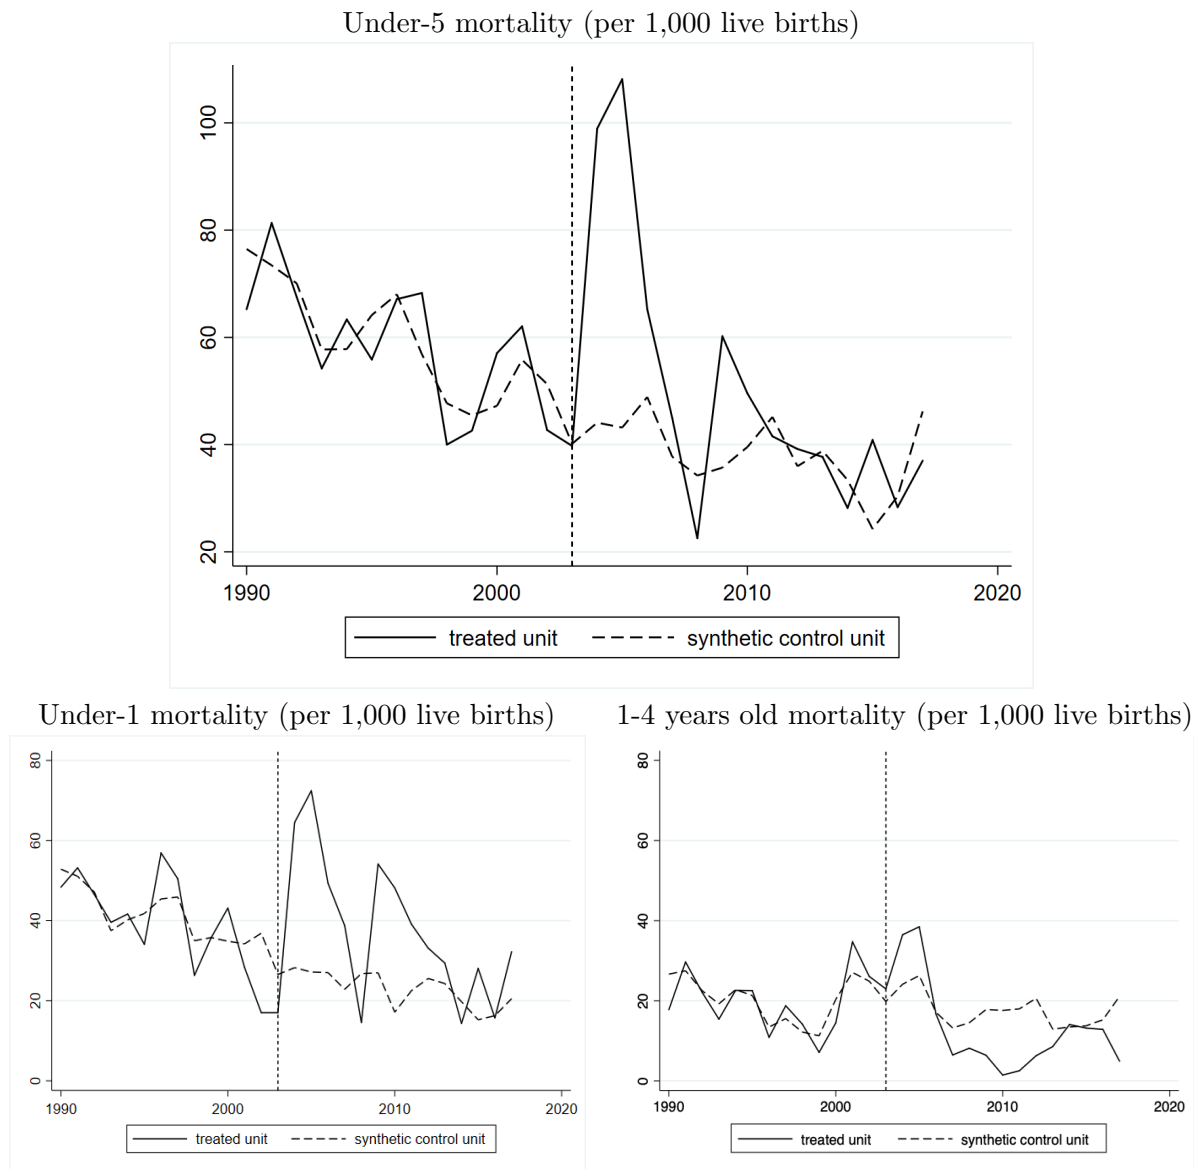 Under-5 mortality (per 1,000 live births)
100
80
60
40
20
1990 2000 2010 2020
treated unit synthetic control unit
Under-1 mortality (per 1,000 live births)
80
60
40
20
0
1990 2000 2010 2020
treated unit synthetic control unit
1-4 years old mortality (per 1,000 live births)
80
60
40
20
0
1990 2000 2010 2020
treated unit synthetic control unit